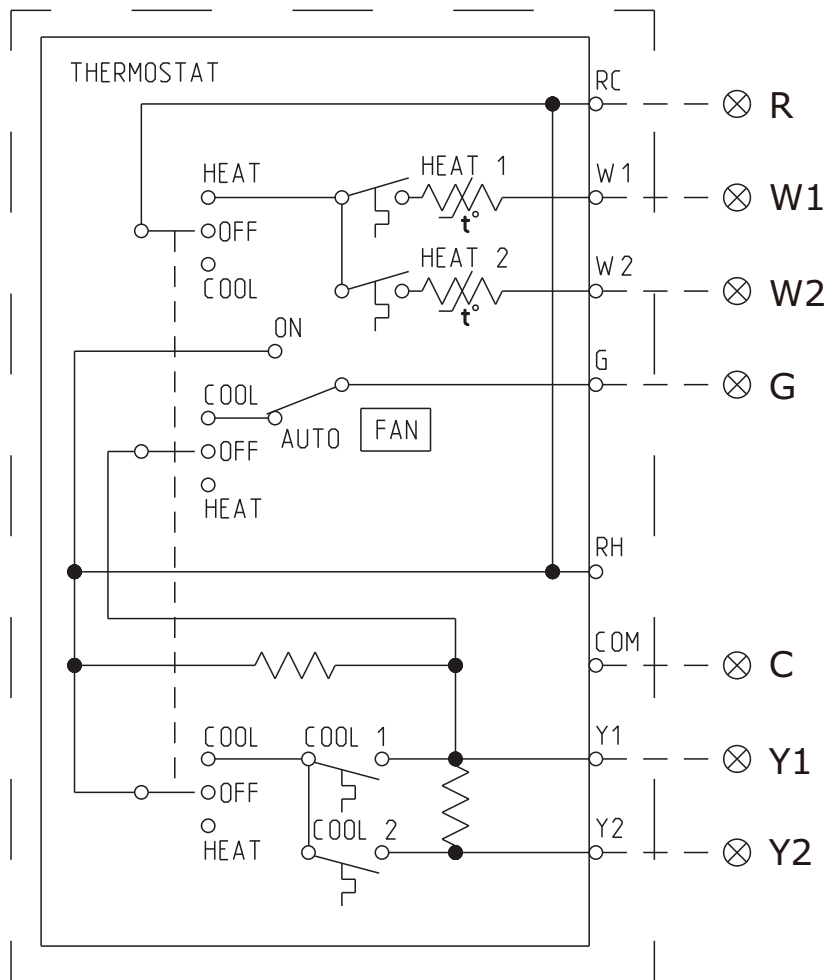 THERMOSTAT
RC
R
HEAT
HEAT 1
W1
W1
t°
OFF
COOL
HEAT 2
W2
W2
t°
ON
G
G
COOL
AUTO
FAN
OFF
HEAT
RH
COM
C
COOL
COOL 1
Y1
Y1
OFF
COOL 2
Y2
Y2
HEAT